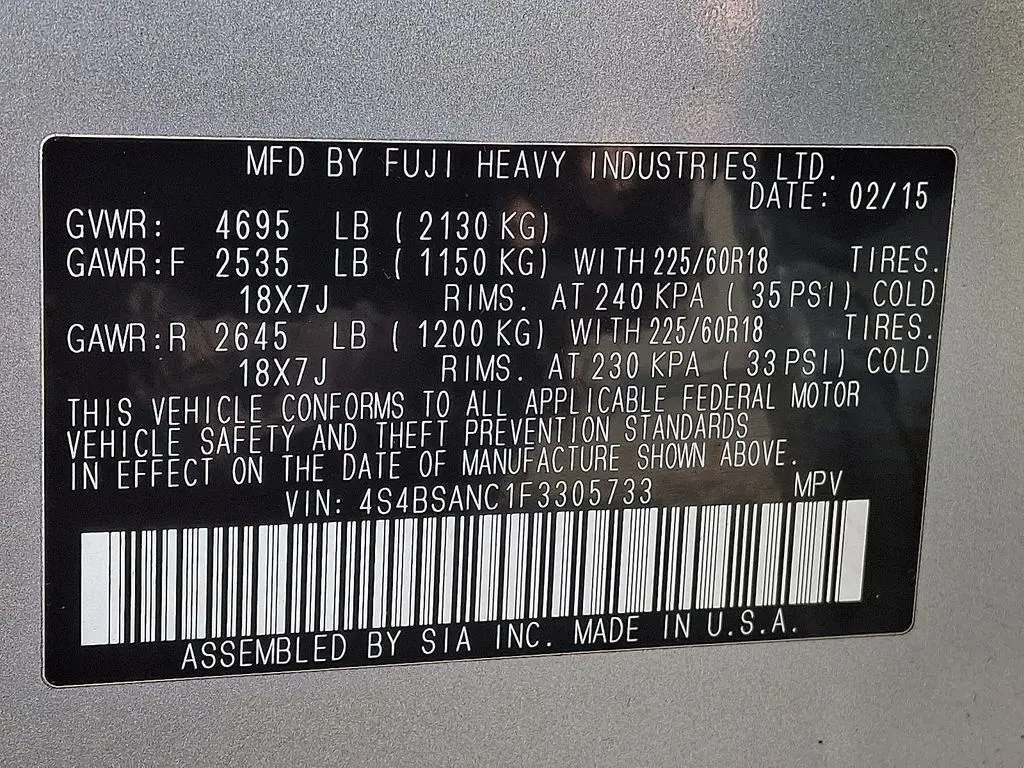 MFD BY FUJI HEAVY INDUSTRIES LTD.
DATE: 02/15
GVWR: 4695 LB ( 2130 KG)
GAWR:F 2535 LB ( 1150 KG) WITH 225/60R18 TIRES.
18X7J RIMS. AT 240 KPA ( 35 PSI) COLD
GAWR:R 2645 LB ( 1200 KG) WITH 225/60R18 TIRES.
18X7J RIMS. AT 230 KPA ( 33 PSI) COLD
THIS VEHICLE CONFORMS TO ALL APPLICABLE FEDERAL MOTOR
VEHICLE SAFETY AND THEFT PREVENTION STANDARDS
IN EFFECT ON THE DATE OF MANUFACTURE SHOWN ABOVE.
VIN: 4S4BSANC1F3305733 MPV
ASSEMBLED BY SIA INC. MADE IN U.S.A.